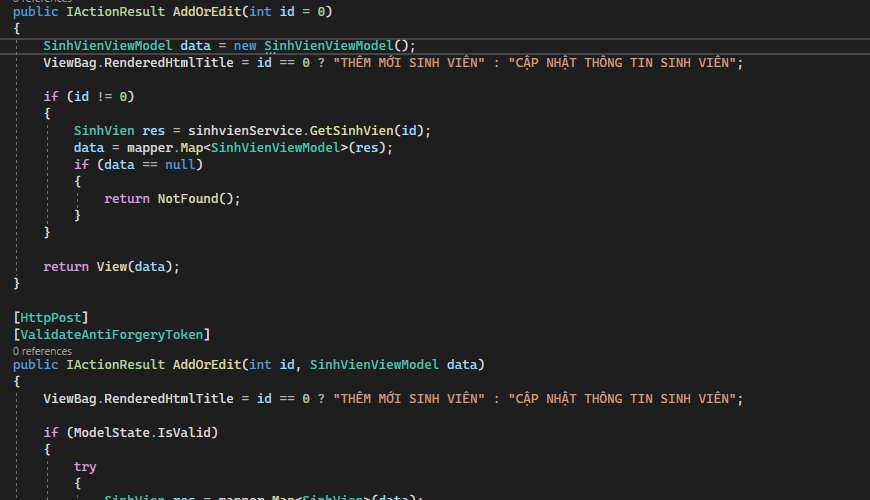 public IActionResult AddOrEdit(int id = 0)
{
SinhVienViewModel data = new SinhVienViewModel();
ViewBag.RenderedHtmlTitle = id == 0 ? "THÊM MỚI SINH VIÊN" : "CẬP NHẬT THÔNG TIN SINH VIÊN";
if (id != 0)
{
SinhVien res = sinhvienService.GetSinhVien(id);
data = mapper.Map<SinhVienViewModel>(res);
if (data == null)
{
return NotFound();
}
}
return View(data);
}
[HttpPost]
[ValidateAntiForgeryToken]
0 references
public IActionResult AddOrEdit(int id, SinhVienViewModel data)
{
ViewBag.RenderedHtmlTitle = id == 0 ? "THÊM MỚI SINH VIÊN" : "CẬP NHẬT THÔNG TIN SINH VIÊN";
if (ModelState.IsValid)
{
try
{
SinhVien res = mapper.Map<SinhVien>(data);